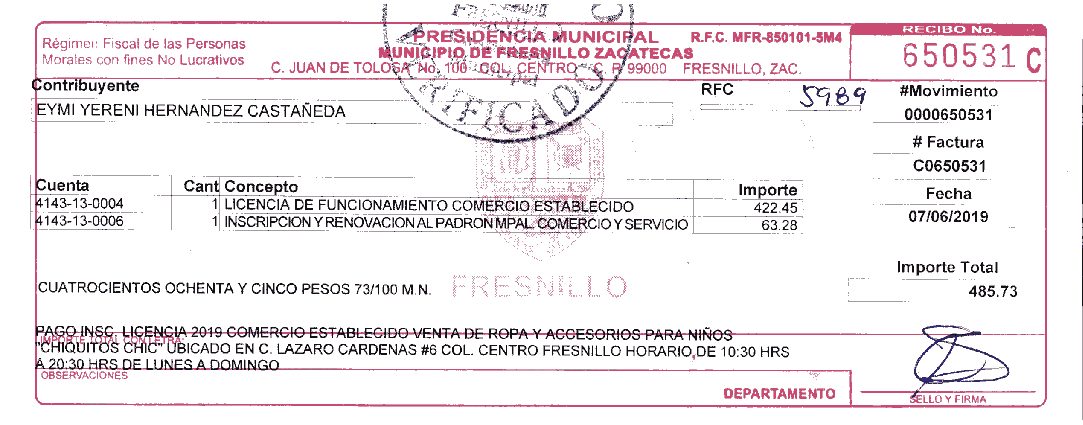 Régimen Fiscal de las Personas
Morales con fines No Lucrativos
PRESIDENCIA MUNICIPAL
MUNICIPIO DE FRESNILLO ZACATECAS
C. JUAN DE TOLOSA No. 100 COL. CENTRO C.P. 99000 FRESNILLO, ZAC.
R.F.C. MFR-850101-5M4
RECIBO No.
650531 C
Contribuyente
EYMI YERENI HERNANDEZ CASTAÑEDA
RFC
5989
#Movimiento
0000650531
# Factura
C0650531
Fecha
07/06/2019
Cuenta Cant Concepto Importe
4143-13-0004 1 LICENCIA DE FUNCIONAMIENTO COMERCIO ESTABLECIDO 422.45
4143-13-0006 1 INSCRIPCION Y RENOVACION AL PADRON MPAL. COMERCIO Y SERVICIO 63.28
FRESNILLO
Importe Total
485.73
CUATROCIENTOS OCHENTA Y CINCO PESOS 73/100 M.N.
PAGO INSC. LICENCIA 2019 COMERCIO ESTABLECIDO VENTA DE ROPA Y ACCESORIOS PARA NIÑOS
IMPORTE TOTAL CON LETRA:
"CHIQUITOS CHIC" UBICADO EN C. LAZARO CARDENAS #6 COL. CENTRO FRESNILLO HORARIO,DE 10:30 HRS
A 20:30 HRS DE LUNES A DOMINGO
OBSERVACIONES
DEPARTAMENTO
SELLO Y FIRMA